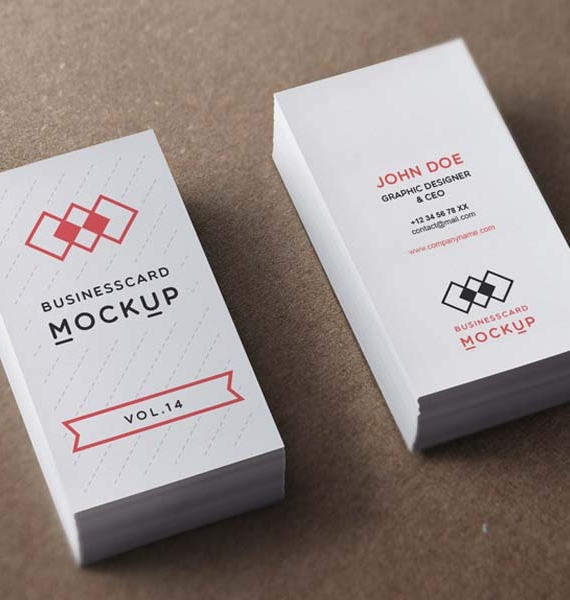 BUSINESSCARD
MOCKUP
VOL.14
JOHN DOE
GRAPHIC DESIGNER
& CEO
+12 34 56 78 XX
contact@mail.com
www.companyname.com
BUSINESSCARD
MOCKUP